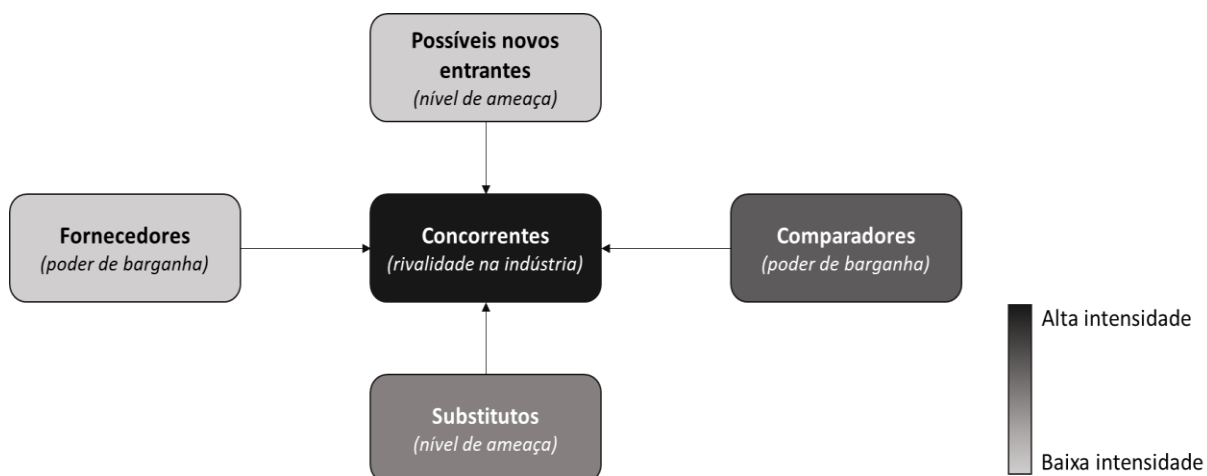 Possíveis novos
entrantes
(nível de ameaça)
Fornecedores
(poder de barganha)
Concorrentes
(rivalidade na indústria)
Comparadores
(poder de barganha)
Substitutos
(nível de ameaça)
Alta intensidade
Baixa intensidade